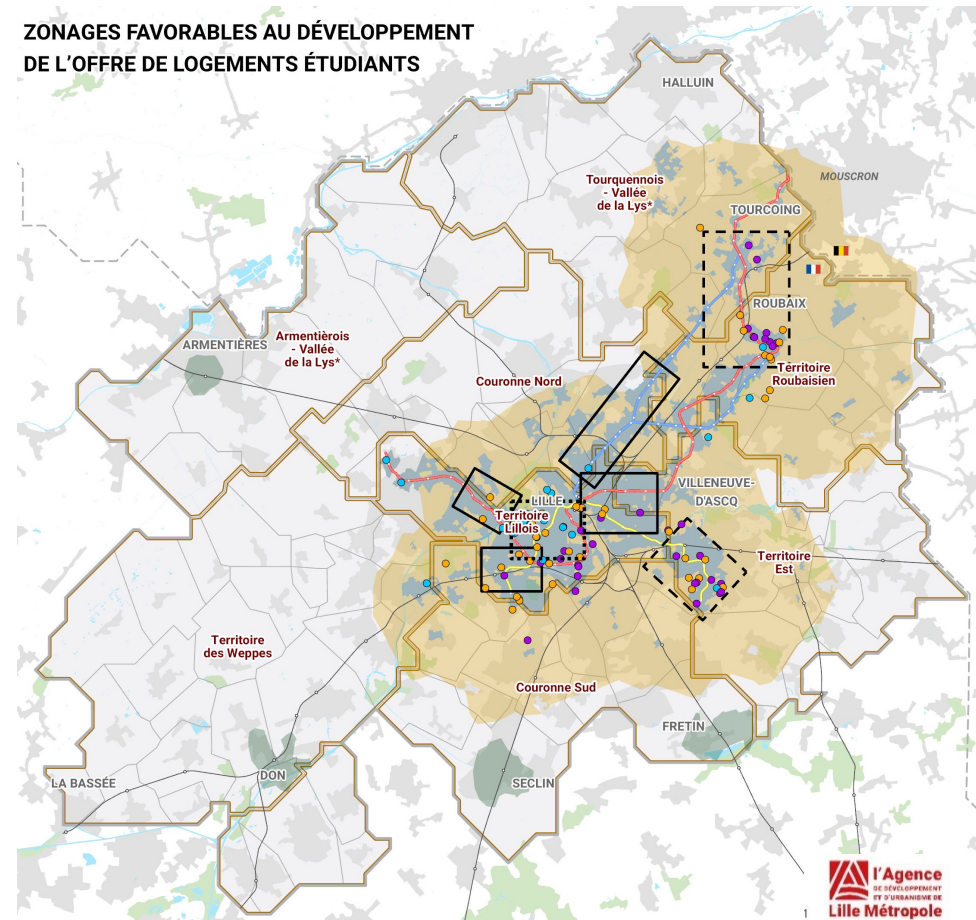 ZONAGES FAVORABLES AU DÉVELOPPEMENT
DE L'OFFRE DE LOGEMENTS ÉTUDIANTS
HALLUIN
MOUSCRON
Tourquennois
- Vallée
de la Lys*
TOURCOING
ROUBAIX
ARMENTIÈRES
Armentièrois
- Vallée
de la Lys*
Couronne Nord
Térritoire
Roubaisien
VILLENEUVE-
D'ASCQ
LILLE
Territoire
Lillois
Territoire
Est
Territoire
des Weppes
Couronne Sud
FRETIN
LA BASSÉE
DON
SECLIN
1
l'Agence
DE DÉVELOPPEMENT
ET D'URBANISME DE
Lille Métropole